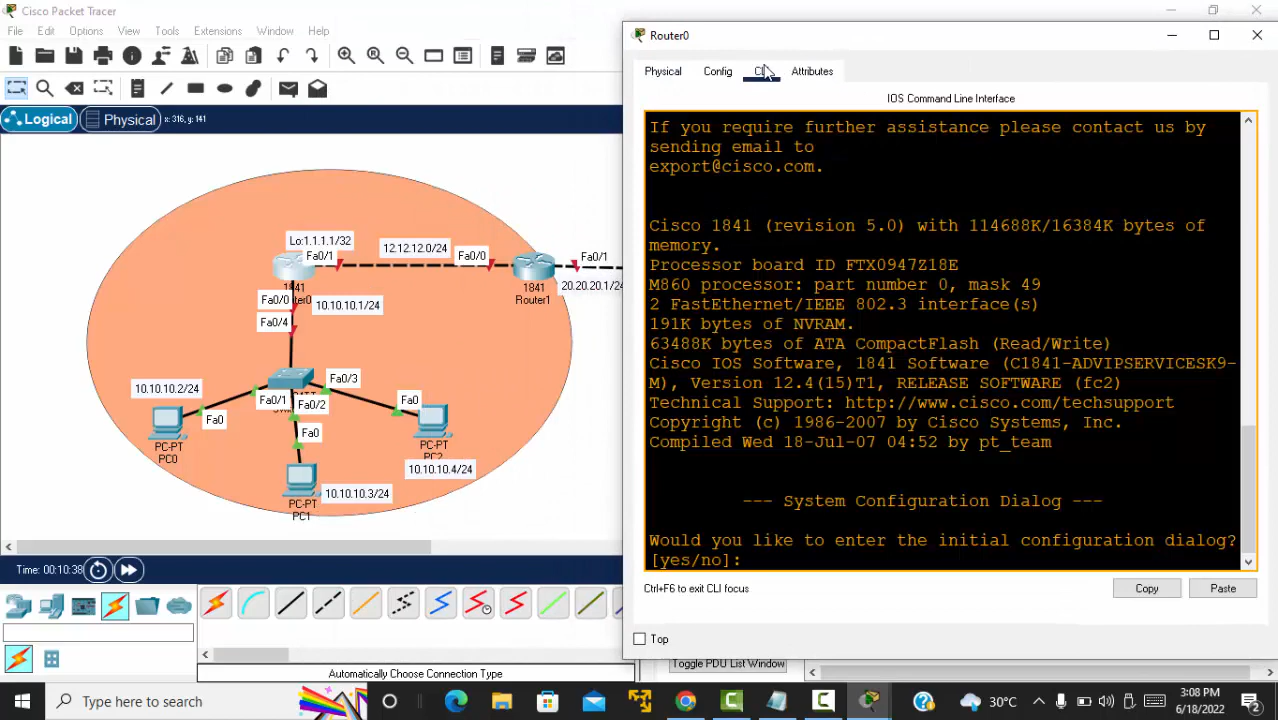 Cisco Packet Tracer
File Edit Options View Tools Extensions Window Help
Logical Physical x: 316, y: 141
Lo:1.1.1.1/32
Fa0/1
12.12.12.0/24
Fa0/0
Fa0/1
1841
Fa0/0
10.10.10.1/24
Fa0/4
1841
Router1
20.20.20.1/24
10.10.10.2/24
Fa0/3
Fa0/1
Fa0/2
Fa0
Fa0
Fa0
PC-PT
PC0
PC-PT
PC2
10.10.10.4/24
10.10.10.3/24
PC-PT
PC1
Time: 00:10:38
Automatically Choose Connection Type
Toggle PDU List Window
Router0
Physical Config CLI Attributes
IOS Command Line Interface
If you require further assistance please contact us by
sending email to
export@cisco.com.
Cisco 1841 (revision 5.0) with 114688K/16384K bytes of
memory.
Processor board ID FTX0947Z18E
M860 processor: part number 0, mask 49
2 FastEthernet/IEEE 802.3 interface(s)
191K bytes of NVRAM.
63488K bytes of ATA CompactFlash (Read/Write)
Cisco IOS Software, 1841 Software (C1841-ADVIPSERVICESK9-
M), Version 12.4(15)T1, RELEASE SOFTWARE (fc2)
Technical Support: http://www.cisco.com/techsupport
Copyright (c) 1986-2007 by Cisco Systems, Inc.
Compiled Wed 18-Jul-07 04:52 by pt_team
--- System Configuration Dialog ---
Would you like to enter the initial configuration dialog?
[yes/no]:
Ctrl+F6 to exit CLI focus
Copy Paste
Top
Type here to search
30°C
3:08 PM
6/18/2022
2